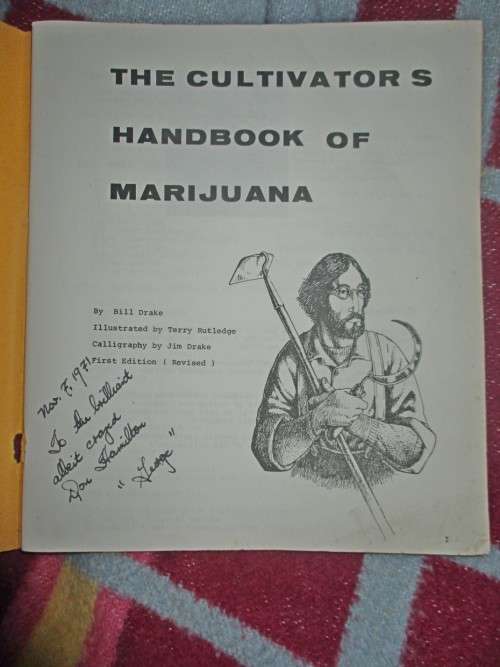 THE CULTIVATOR S
HANDBOOK OF
MARIJUANA
By Bill Drake
Illustrated by Terry Rutledge
Calligraphy by Jim Drake
First Edition ( Revised )
Nov. 7, 1971
To the brilliant
albeit crazed
Don Hamilton
"George"